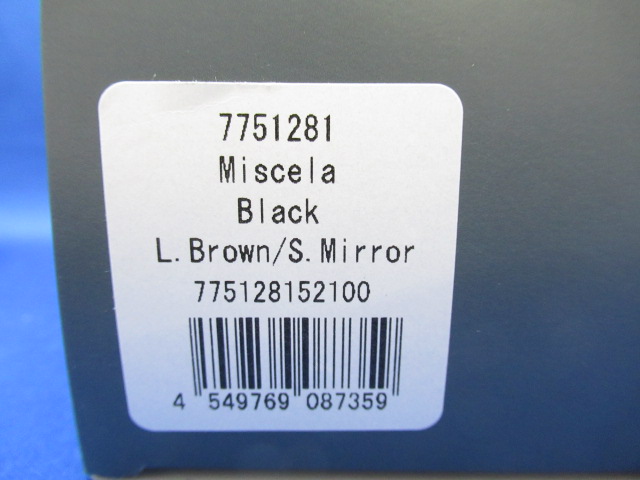 7751281
Miscela
Black
L.Brown/S.Mirror
775128152100
4 549769 087359